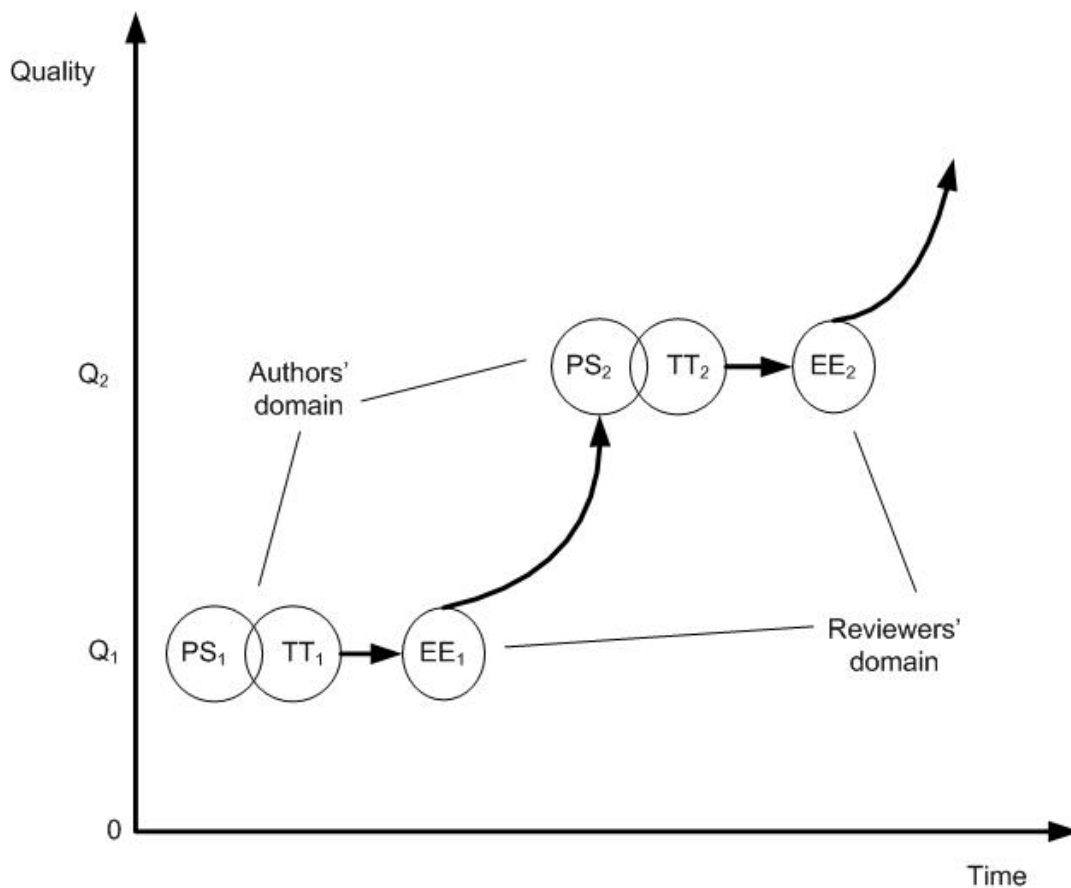 Quality
PS₂ TT₂ EE₂
Q₂
Authors’
domain
Reviewers’
domain
Q₁
PS₁ TT₁ EE₁
0
Time